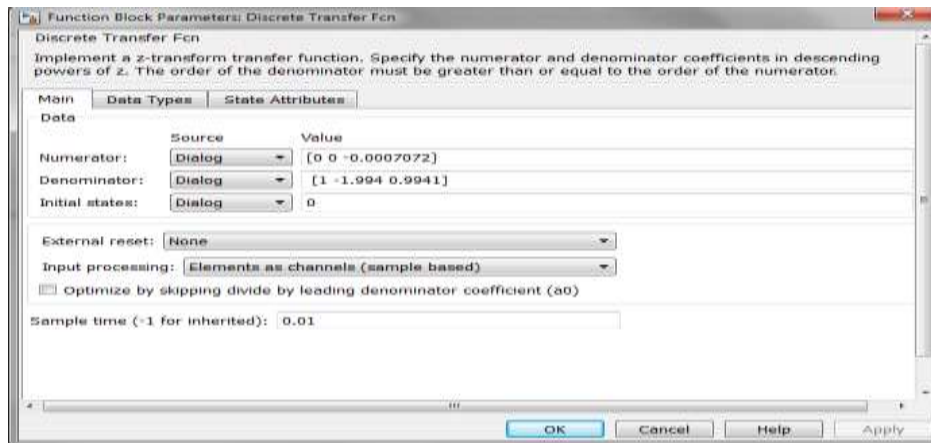 Function Block Parameters: Discrete Transfer Fcn
Discrete Transfer Fcn
Implement a z-transform transfer function. Specify the numerator and denominator coefficients in descending
powers of z. The order of the denominator must be greater than or equal to the order of the numerator.
Main Data Types State Attributes
Data
Source Value
Numerator: Dialog [0 0 -0.0007072]
Denominator: Dialog [1 -1.994 0.9941]
Initial states: Dialog 0
External reset: None
Input processing: Elements as channels (sample based)
Optimize by skipping divide by leading denominator coefficient (a0)
Sample time (-1 for inherited): 0.01
OK Cancel Help Apply